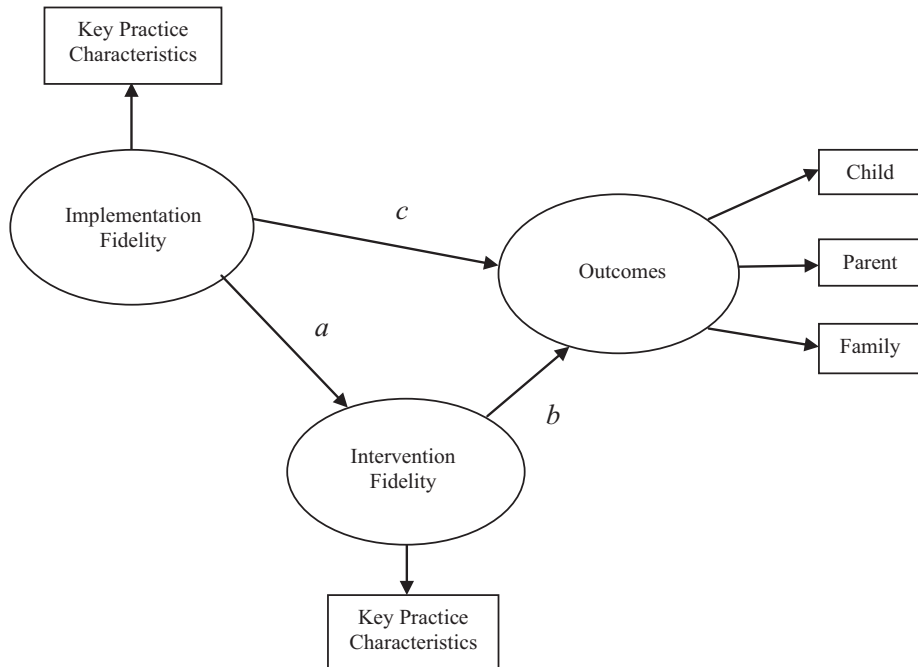 Key Practice
Characteristics
Implementation
Fidelity
c
Child
Outcomes
Parent
a
Family
b
Intervention
Fidelity
Key Practice
Characteristics